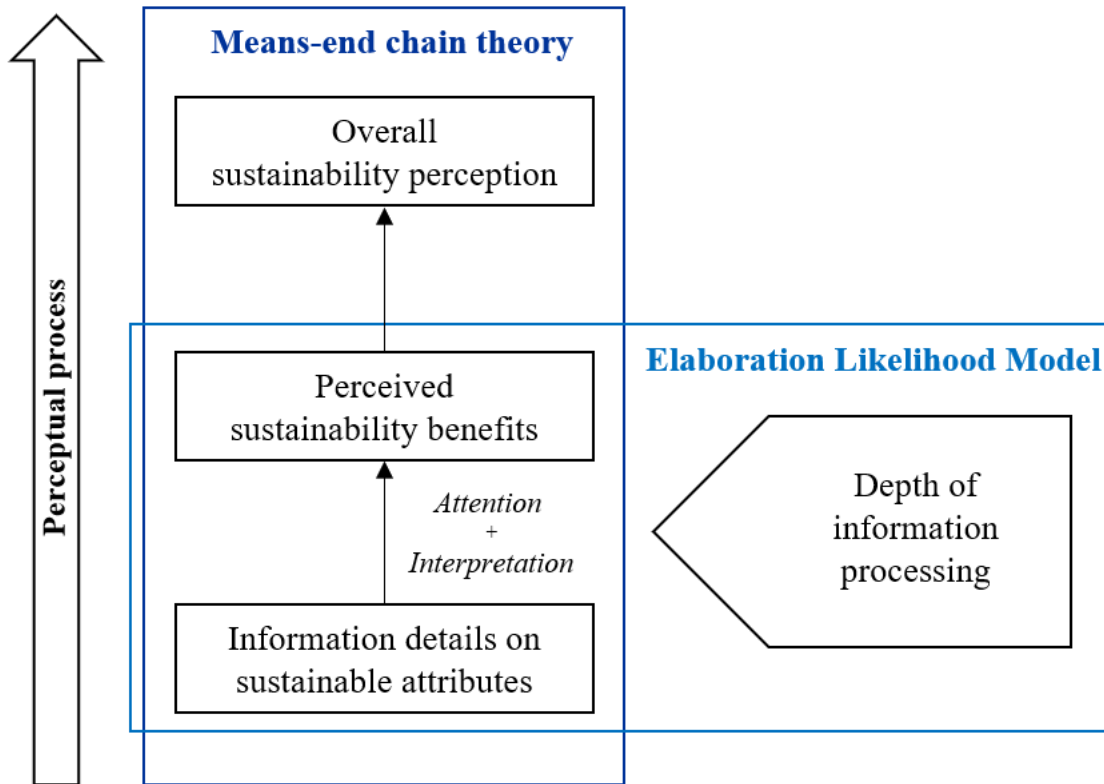 Means-end chain theory
Overall
sustainability perception
Perceptual process
Perceived
sustainability benefits
Elaboration Likelihood Model
Attention
+
Interpretation
Depth of
information
processing
Information details on
sustainable attributes